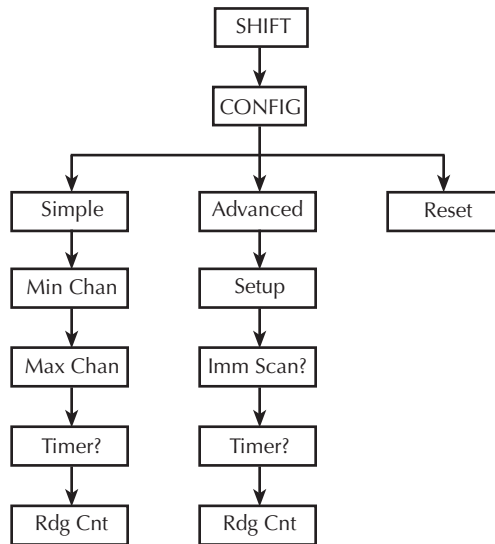 SHIFT
CONFIG
Simple
Advanced
Reset
Min Chan
Setup
Max Chan
Imm Scan?
Timer?
Timer?
Rdg Cnt
Rdg Cnt